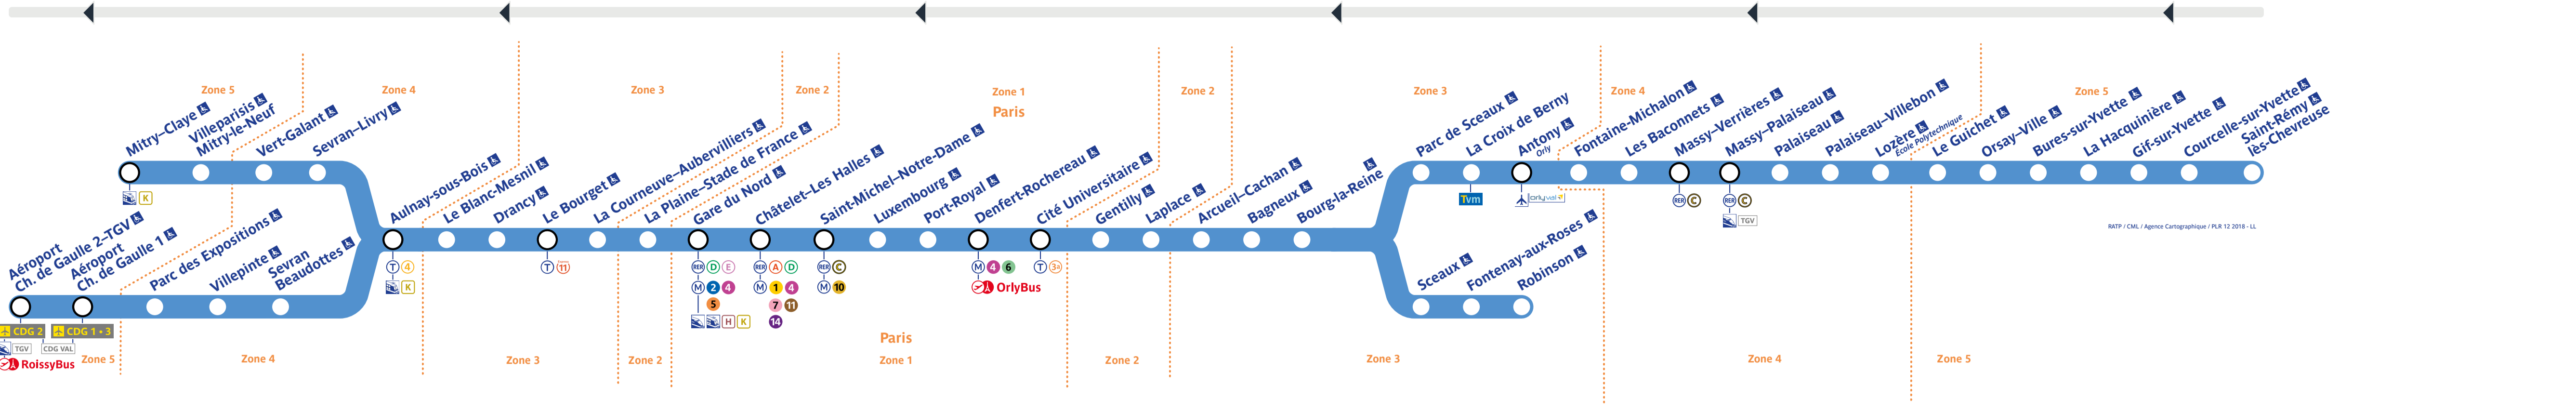 Zone 5
Zone 4
Zone 3
Zone 2
Zone 1
Paris
Zone 2
Zone 3
Zone 4
Zone 5
Mitry–Claye
Villeparisis
Mitry-le-Neuf
Vert-Galant
Sevran–Livry
K
Aéroport
Ch. de Gaulle 2–TGV
Aéroport
Ch. de Gaulle 1
Parc des Expositions
Villepinte
Sevran
Beaudottes
CDG 2
CDG 1 • 3
TGV
CDG VAL
RoissyBus
Aulnay-sous-Bois
T 4
K
Le Blanc-Mesnil
Drancy
Le Bourget
T 11
La Courneuve–Aubervilliers
La Plaine–Stade de France
Gare du Nord
RER D E
M 2 4
5
H K
Châtelet–Les Halles
RER A D
M 1 4
7 11
14
Saint-Michel–Notre-Dame
RER C
M 10
Luxembourg
Port-Royal
Denfert-Rochereau
M 4 6
OrlyBus
Cité Universitaire
T 3a
Gentilly
Laplace
Arcueil–Cachan
Bagneux
Bourg-la-Reine
Parc de Sceaux
La Croix de Berny
Tvm
Antony
Orly
orlyval
Fontaine-Michalon
Les Baconnets
Massy–Verrières
RER C
Massy–Palaiseau
RER C
TGV
Palaiseau
Palaiseau–Villebon
Lozère
École Polytechnique
Le Guichet
Orsay–Ville
Bures-sur-Yvette
La Hacquinière
Gif-sur-Yvette
Courcelle-sur-Yvette
Saint-Rémy
lès-Chevreuse
Sceaux
Fontenay-aux-Roses
Robinson
RATP / CML / Agence Cartographique / PLR 12 2018 - LL
Zone 5
Zone 4
Zone 3
Zone 2
Paris
Zone 1
Zone 2
Zone 3
Zone 4
Zone 5